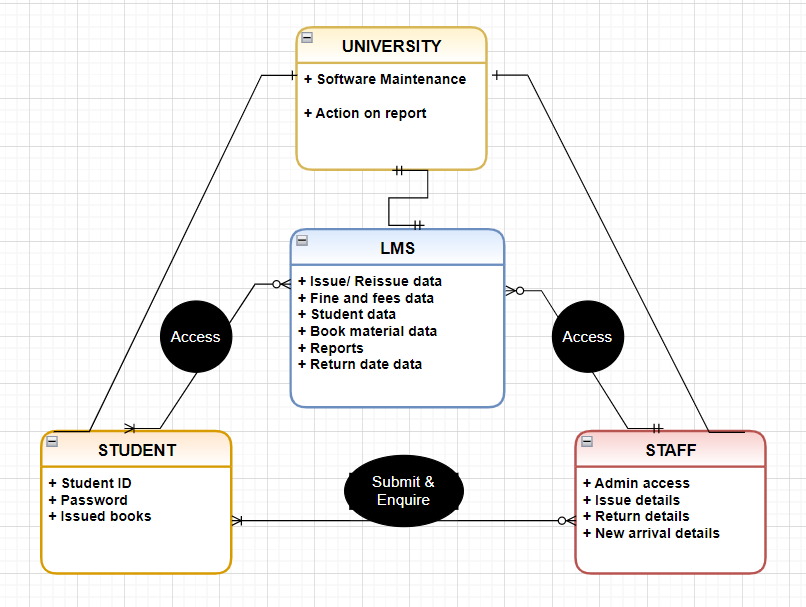 UNIVERSITY
+ Software Maintenance
+ Action on report
LMS
+ Issue/ Reissue data
+ Fine and fees data
+ Student data
+ Book material data
+ Reports
+ Return date data
Access
Access
STUDENT
+ Student ID
+ Password
+ Issued books
Submit &
Enquire
STAFF
+ Admin access
+ Issue details
+ Return details
+ New arrival details